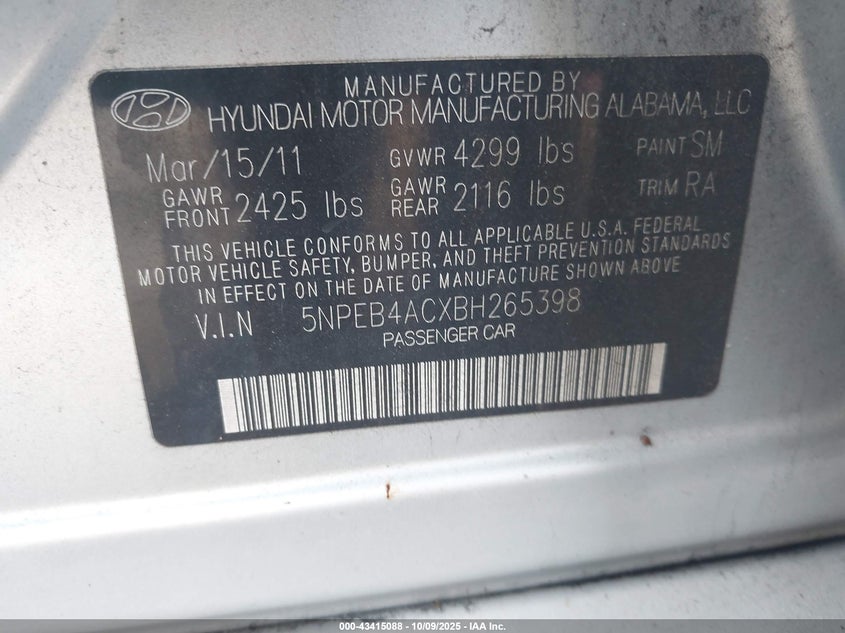 MANUFACTURED BY
HYUNDAI MOTOR MANUFACTURING ALABAMA, LLC
Mar/15/11 GVWR 4299 lbs PAINT SM
GAWR FRONT 2425 lbs GAWR REAR 2116 lbs TRIM RA
THIS VEHICLE CONFORMS TO ALL APPLICABLE U.S.A. FEDERAL
MOTOR VEHICLE SAFETY, BUMPER, AND THEFT PREVENTION STANDARDS
IN EFFECT ON THE DATE OF MANUFACTURE SHOWN ABOVE
V.I.N 5NPEB4ACXBH265398
PASSENGER CAR
000-43415088 - 10/09/2025 - IAA Inc.